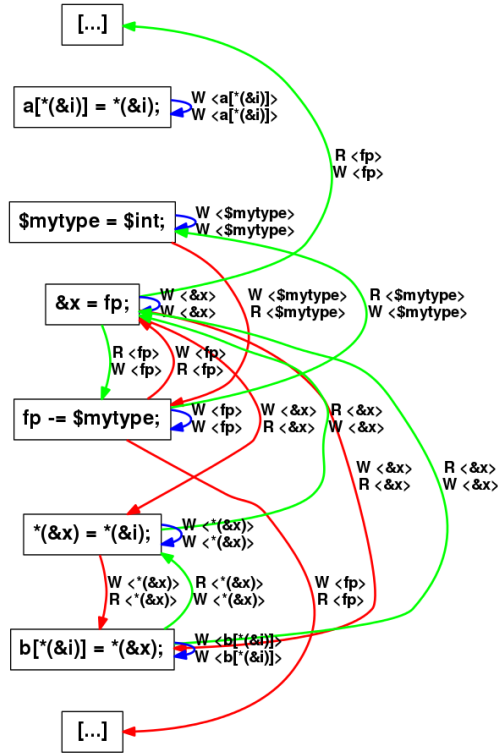 [...]
a[*(&i)] = *(&i);
W <a[*(&i)]>
W <a[*(&i)]>
R <fp>
W <fp>
$mytype = $int;
W <$mytype>
W <$mytype>
&x = fp;
W <&x>
W <&x>
W <$mytype>
R <$mytype>
R <$mytype>
W <$mytype>
R <fp>
W <fp>
W <fp>
R <fp>
fp -= $mytype;
W <fp>
W <fp>
W <&x>
R <&x>
R <&x>
W <&x>
W <&x>
R <&x>
R <&x>
W <&x>
*(&x) = *(&i);
W <*(&x)>
W <*(&x)>
W <*(&x)>
R <*(&x)>
R <*(&x)>
W <*(&x)>
W <fp>
R <fp>
b[*(&i)] = *(&x);
W <b[*(&i)]>
W <b[*(&i)]>
[...]